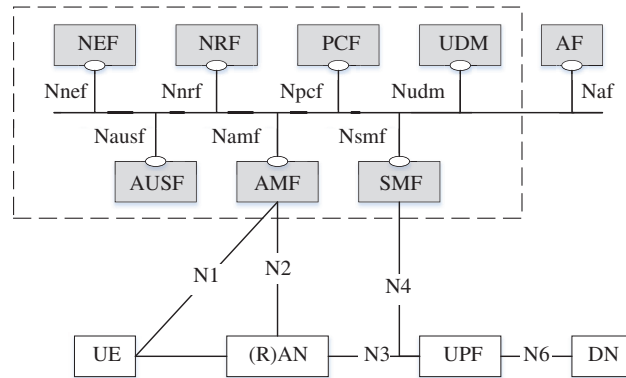 NEF
NRF
PCF
UDM
AF
Nnef
Nnrf
Npcf
Nudm
Naf
Nausf
Namf
Nsmf
AUSF
AMF
SMF
N1
N2
N4
UE
(R)AN
N3
UPF
N6
DN